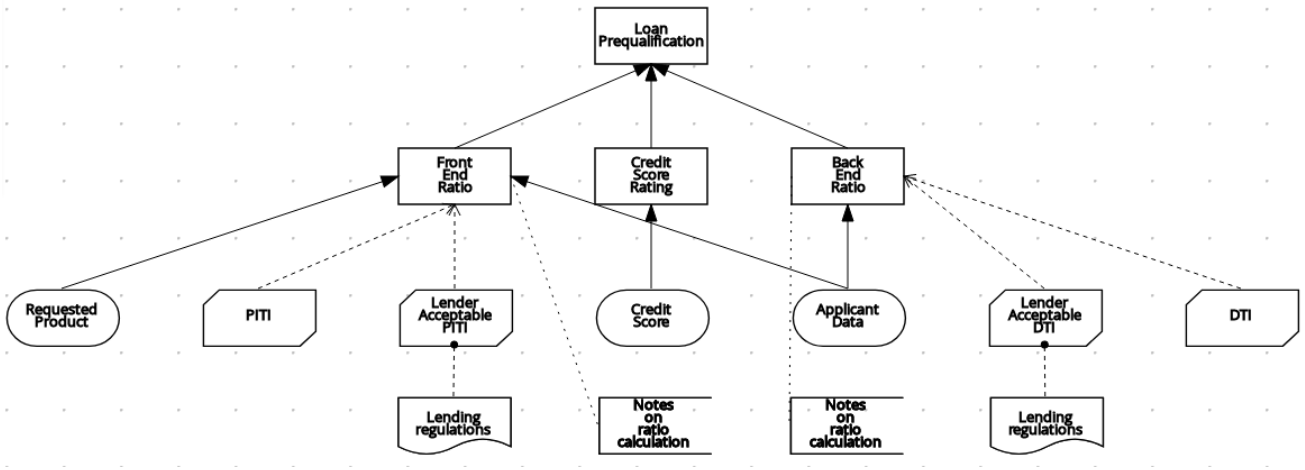 Loan
Prequalification
Front
End
Ratio
Credit
Score
Rating
Back
End
Ratio
Requested
Product
PITI
Lender
Acceptable
PITI
Credit
Score
Applicant
Data
Lender
Acceptable
DTI
DTI
Lending
regulations
Notes
on
ratio
calculation
Notes
on
ratio
calculation
Lending
regulations